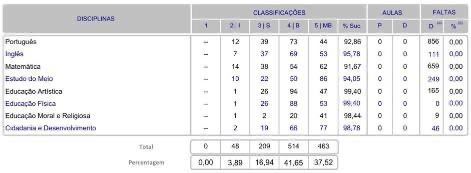 DISCIPLINAS CLASSIFICAÇÕES AULAS FALTAS
1 2 | I 3 | S 4 | B 5 | MB % Suc. P D D %
Português -- 12 39 73 44 92,86 0 0 856 0,00
Inglês -- 7 37 69 53 95,78 0 0 111 0,00
Matemática -- 14 38 54 62 91,67 0 0 659 0,00
Estudo do Meio -- 10 22 50 86 94,05 0 0 249 0,00
Educação Artística -- 1 26 94 47 99,40 0 0 165 0,00
Educação Física -- 1 26 88 53 99,40 0 0 0 0,00
Educação Moral e Religiosa -- 1 2 20 41 98,44 0 0 9 0,00
Cidadania e Desenvolvimento -- 2 19 66 77 98,78 0 0 46 0,00
Total 0 48 209 514 463
Percentagem 0,00 3,89 16,94 41,65 37,52